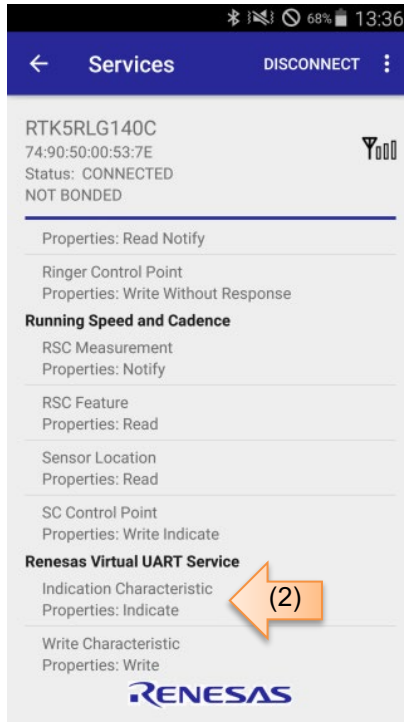 68% 13:36
Services DISCONNECT
RTK5RLG140C
74:90:50:00:53:7E
Status: CONNECTED
NOT BONDED
Properties: Read Notify
Ringer Control Point
Properties: Write Without Response
Running Speed and Cadence
RSC Measurement
Properties: Notify
RSC Feature
Properties: Read
Sensor Location
Properties: Read
SC Control Point
Properties: Write Indicate
Renesas Virtual UART Service
Indication Characteristic
Properties: Indicate
(2)
Write Characteristic
Properties: Write
RENESAS